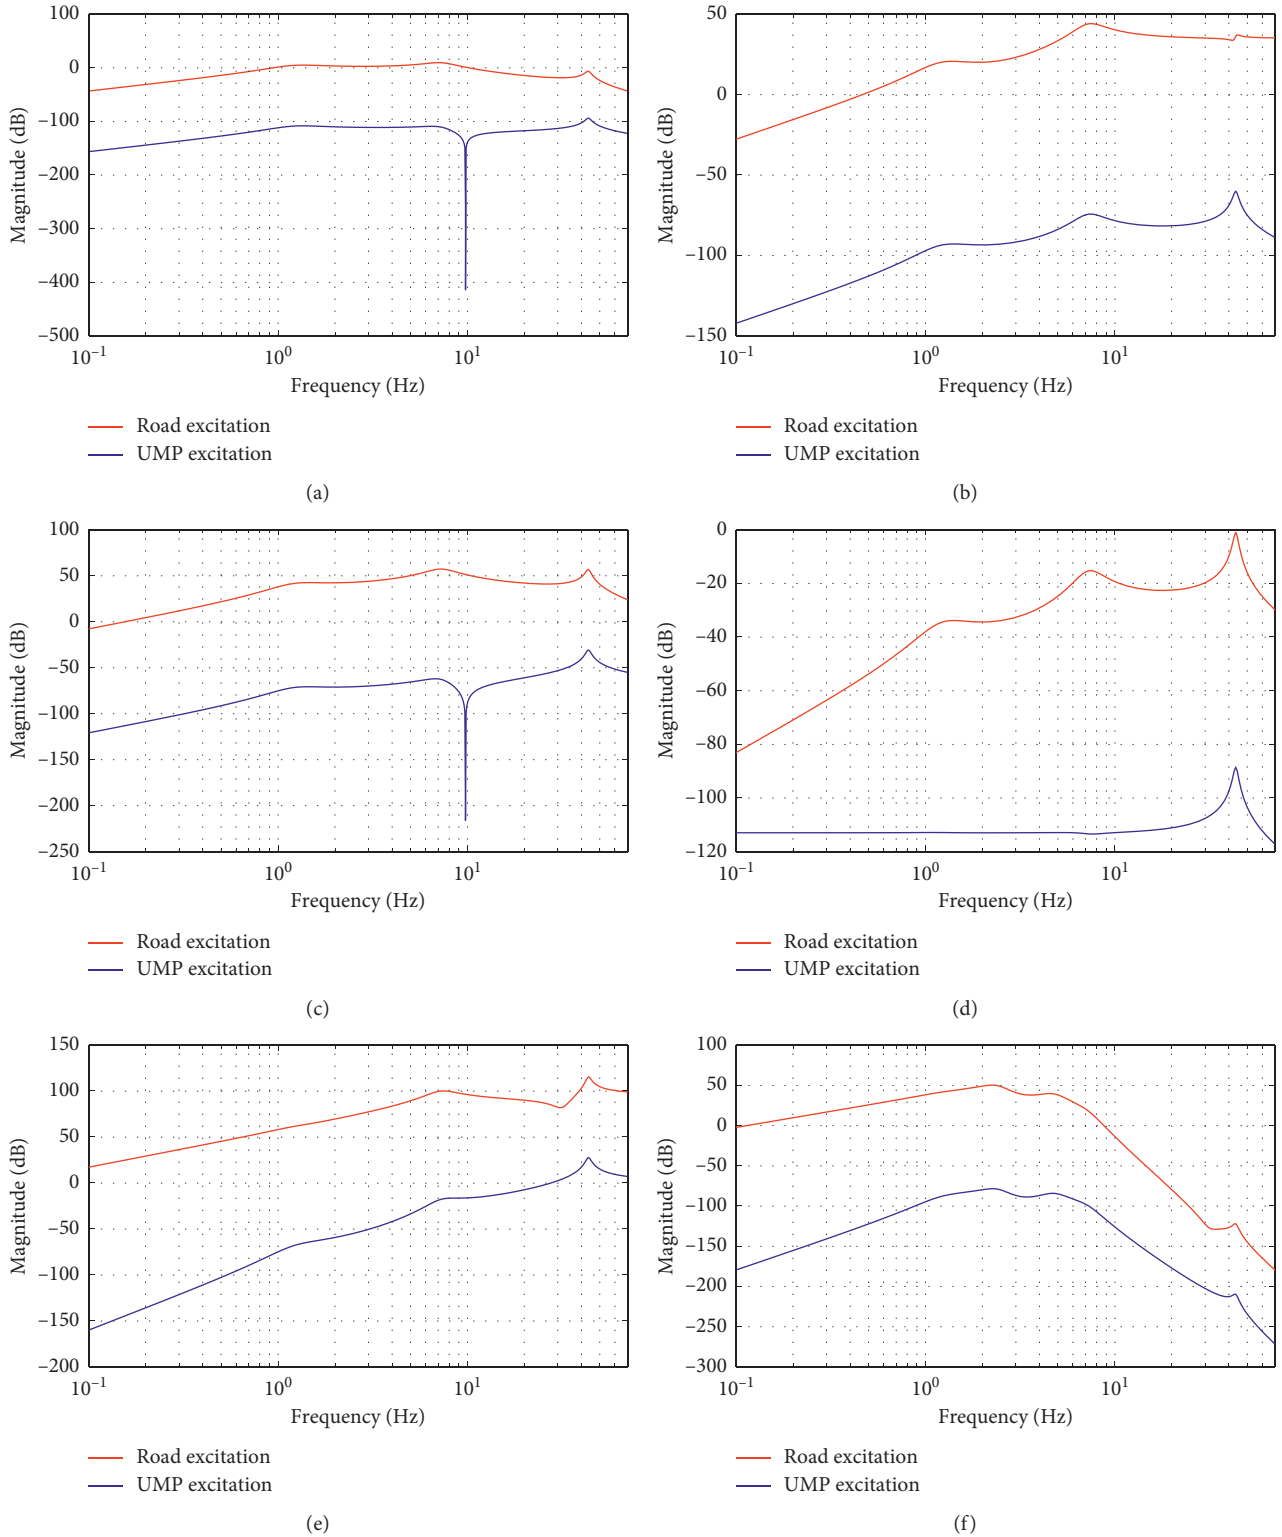 100
0
−100
−200
−300
−400
−500
Magnitude (dB)
10⁻¹ 10⁰ 10¹
Frequency (Hz)
Road excitation
UMP excitation
(a)
50
0
−50
−100
−150
Magnitude (dB)
10⁻¹ 10⁰ 10¹
Frequency (Hz)
Road excitation
UMP excitation
(b)
100
50
0
−50
−100
−150
−200
−250
Magnitude (dB)
10⁻¹ 10⁰ 10¹
Frequency (Hz)
Road excitation
UMP excitation
(c)
0
−20
−40
−60
−80
−100
−120
Magnitude (dB)
10⁻¹ 10⁰ 10¹
Frequency (Hz)
Road excitation
UMP excitation
(d)
150
100
50
0
−50
−100
−150
−200
Magnitude (dB)
10⁻¹ 10⁰ 10¹
Frequency (Hz)
Road excitation
UMP excitation
(e)
100
50
0
−50
−100
−150
−200
−250
−300
Magnitude (dB)
10⁻¹ 10⁰ 10¹
Frequency (Hz)
Road excitation
UMP excitation
(f)